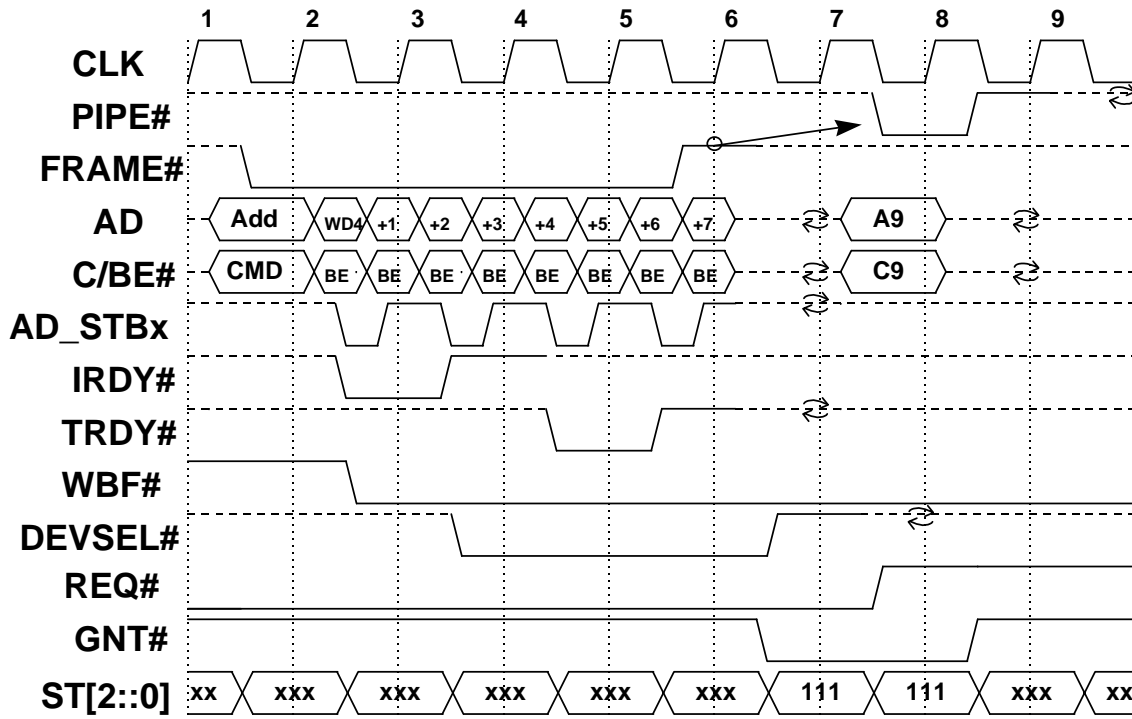 1 2 3 4 5 6 7 8 9
CLK
PIPE#
FRAME#
AD Add WD4 +1 +2 +3 +4 +5 +6 +7 A9
C/BE# CMD BE BE BE BE BE BE BE BE C9
AD_STBx
IRDY#
TRDY#
WBF#
DEVSEL#
REQ#
GNT#
ST[2::0] xx xxx xxx xxx xxx xxx 111 111 xxx xx